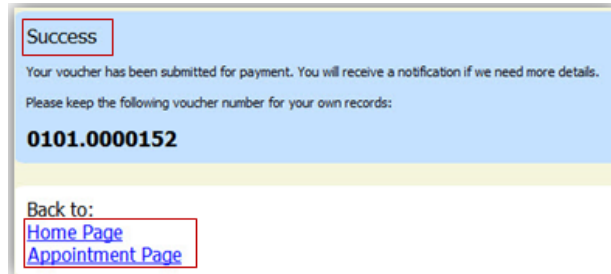 Success
Your voucher has been submitted for payment. You will receive a notification if we need more details.
Please keep the following voucher number for your own records:
0101.0000152
Back to:
Home Page
Appointment Page